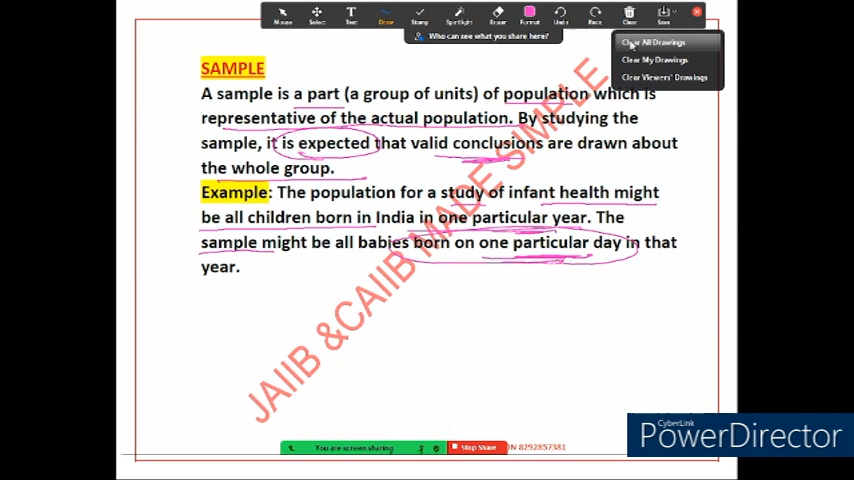 Mouse Select Text Draw Stamp Spotlight Eraser Format Undo Redo Clear Save
Who can see what you share here?
Clear All Drawings
Clear My Drawings
Clear Viewers' Drawings
SAMPLE
A sample is a part (a group of units) of population which is
representative of the actual population. By studying the
sample, it is expected that valid conclusions are drawn about
the whole group.
Example: The population for a study of infant health might
be all children born in India in one particular year. The
sample might be all babies born on one particular day in that
year.
JAIIB &CAIIB MADE SIMPLE
You are screen sharing
Stop Share
8292857381
CyberLink
PowerDirector